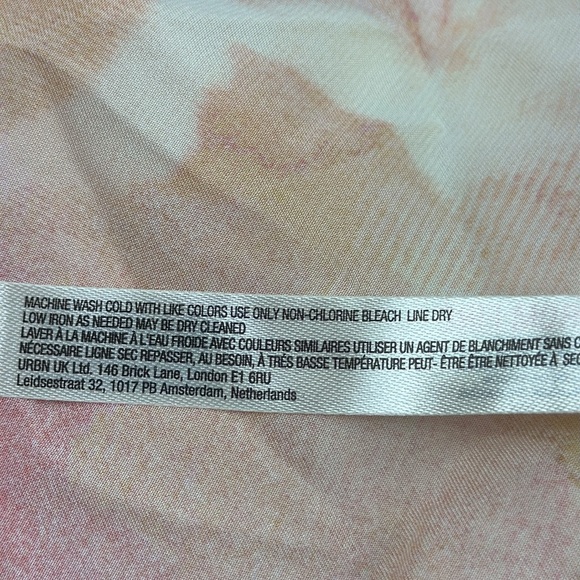 MACHINE WASH COLD WITH LIKE COLORS USE ONLY NON-CHLORINE BLEACH LINE DRY
LOW IRON AS NEEDED MAY BE DRY CLEANED
LAVER À LA MACHINE À L'EAU FROIDE AVEC COULEURS SIMILAIRES UTILISER UN AGENT DE BLANCHIMENT SANS
NÉCESSAIRE LIGNE SEC REPASSER, AU BESOIN, À TRÈS BASSE TEMPÉRATURE PEUT- ÊTRE ÊTRE NETTOYÉE À
URBN UK Ltd. 146 Brick Lane, London E1 6RU
Leidsestraat 32, 1017 PB Amsterdam, Netherlands